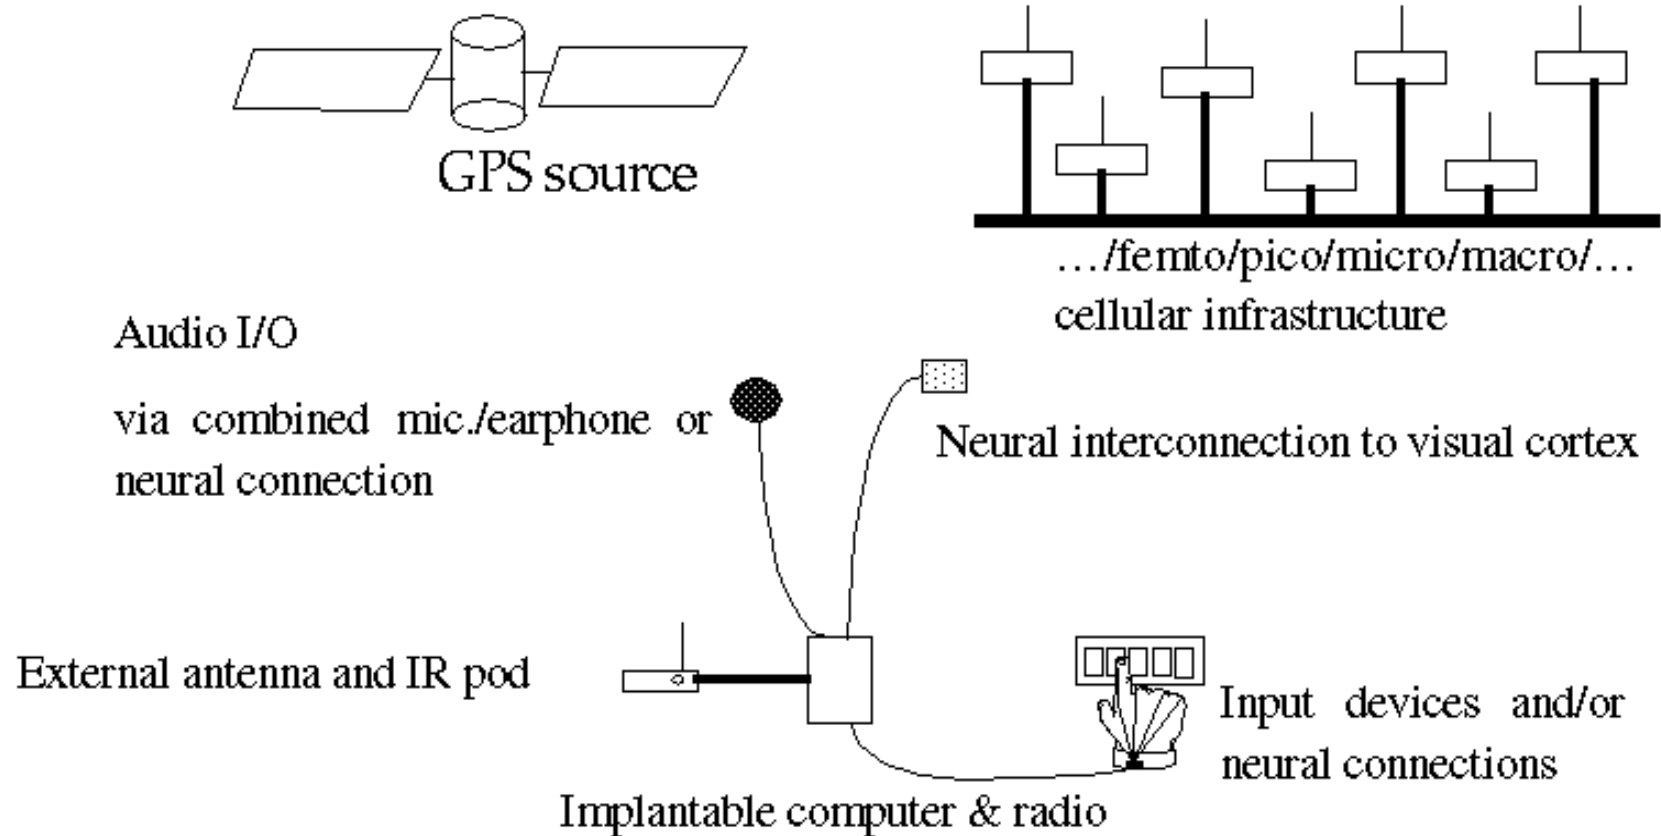 GPS source
…/femto/pico/micro/macro/…
cellular infrastructure
Audio I/O
via combined mic./earphone or
neural connection
Neural interconnection to visual cortex
External antenna and IR pod
Input devices and/or
neural connections
Implantable computer & radio